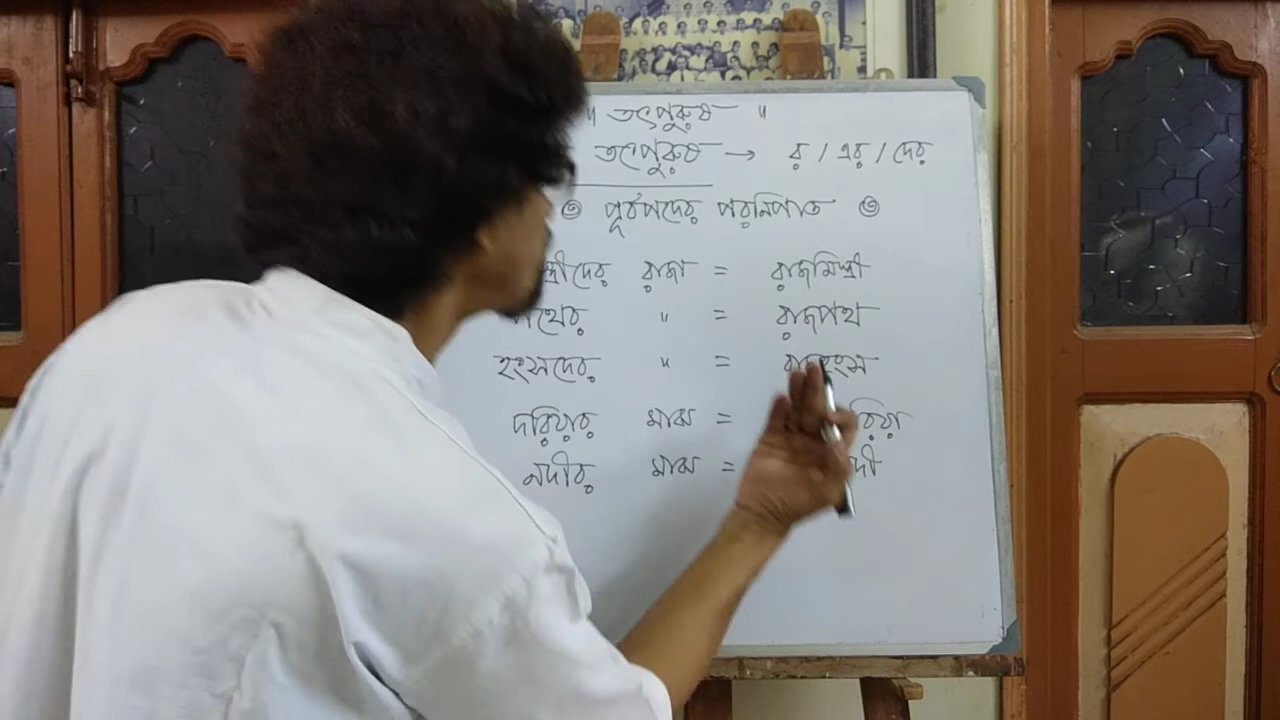 " তৎপুরুষ "
তৎপুরুষ → র / এর / দের
পূর্বপদের পরনিপাত
রাজা = রাজমিস্ত্রী
পথের " = রাজপথ
হংসদের " = রাজহংস
দরিয়ার মাঝ =
নদীর মাঝ =